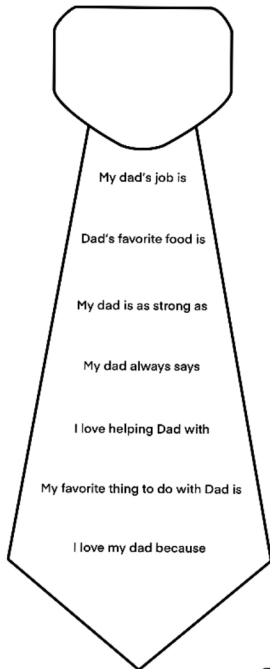 My dad's job is
Dad's favorite food is
My dad is as strong as
My dad always says
I love helping Dad with
My favorite thing to do with Dad is
I love my dad because